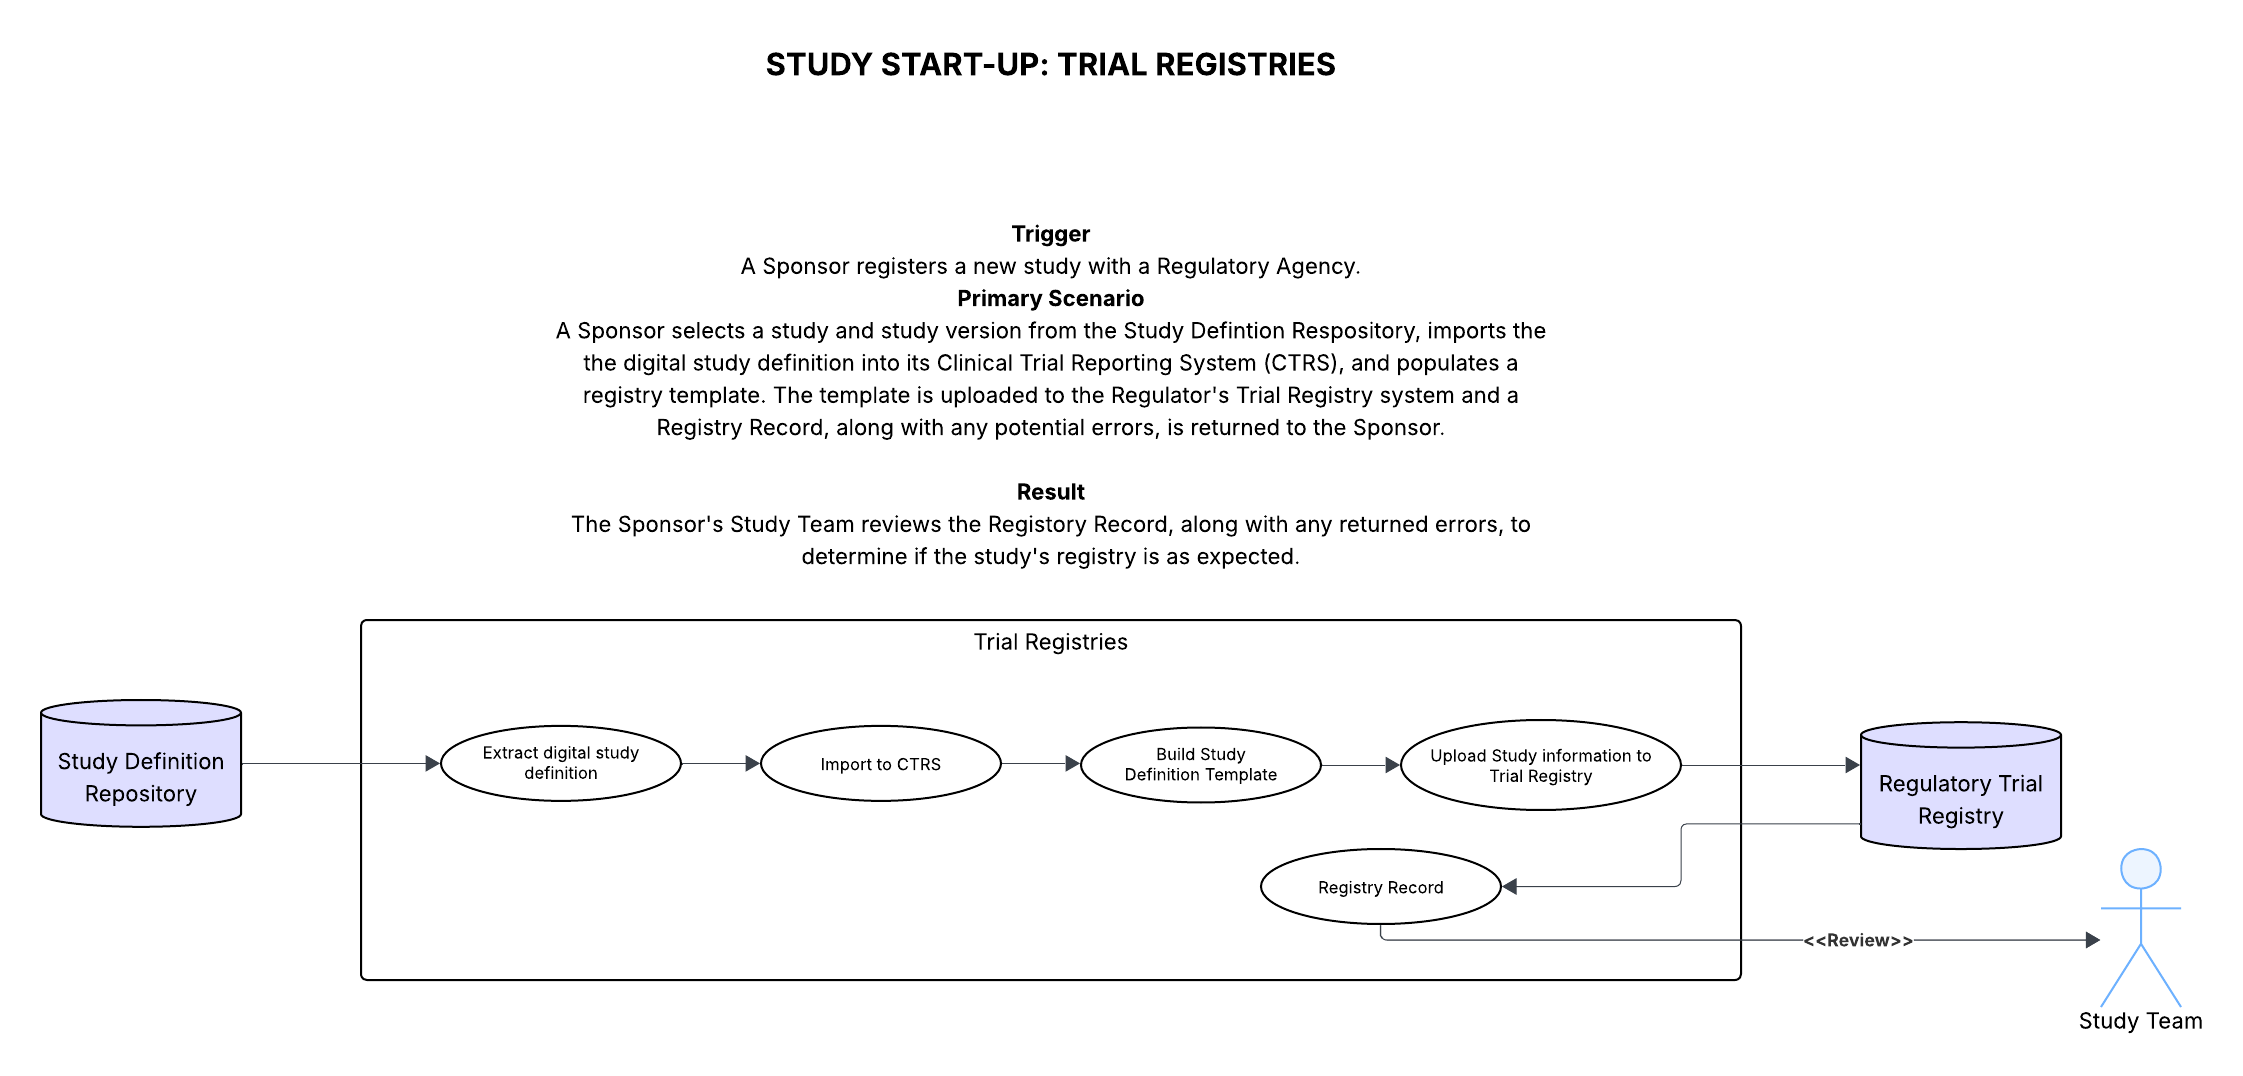 STUDY START-UP: TRIAL REGISTRIES
Trigger
A Sponsor registers a new study with a Regulatory Agency.
Primary Scenario
A Sponsor selects a study and study version from the Study Defintion Respository, imports the
the digital study definition into its Clinical Trial Reporting System (CTRS), and populates a
registry template. The template is uploaded to the Regulator's Trial Registry system and a
Registry Record, along with any potential errors, is returned to the Sponsor.
Result
The Sponsor's Study Team reviews the Registory Record, along with any returned errors, to
determine if the study's registry is as expected.
Trial Registries
Study Definition
Repository
Extract digital study
definition
Import to CTRS
Build Study
Definition Template
Upload Study information to
Trial Registry
Regulatory Trial
Registry
Registry Record
<<Review>>
Study Team